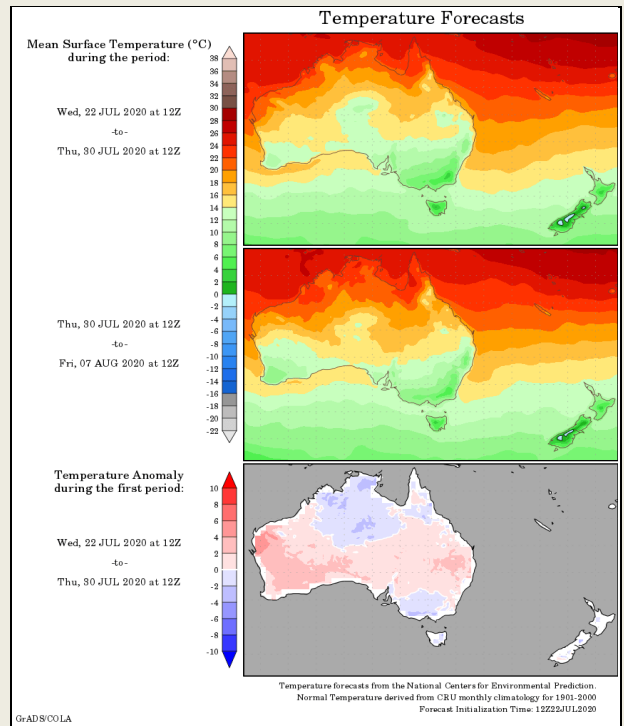 Temperature Forecasts
Mean Surface Temperature (°C)
during the period:
38
36
34
32
30
28
26
24
22
20
18
16
14
12
10
8
6
4
2
0
-2
-4
-6
-8
-10
-12
-14
-16
-18
-20
-22
Wed, 22 JUL 2020 at 12Z
-to-
Thu, 30 JUL 2020 at 12Z
Thu, 30 JUL 2020 at 12Z
-to-
Fri, 07 AUG 2020 at 12Z
Temperature Anomaly
during the first period:
10
8
6
4
2
0
-2
-4
-6
-8
-10
Wed, 22 JUL 2020 at 12Z
-to-
Thu, 30 JUL 2020 at 12Z
Temperature forecasts from the National Centers for Environmental Prediction.
Normal Temperature derived from CRU monthly climatology for 1901-2000
Forecast Initialization Time: 12Z22JUL2020
GrADS/COLA